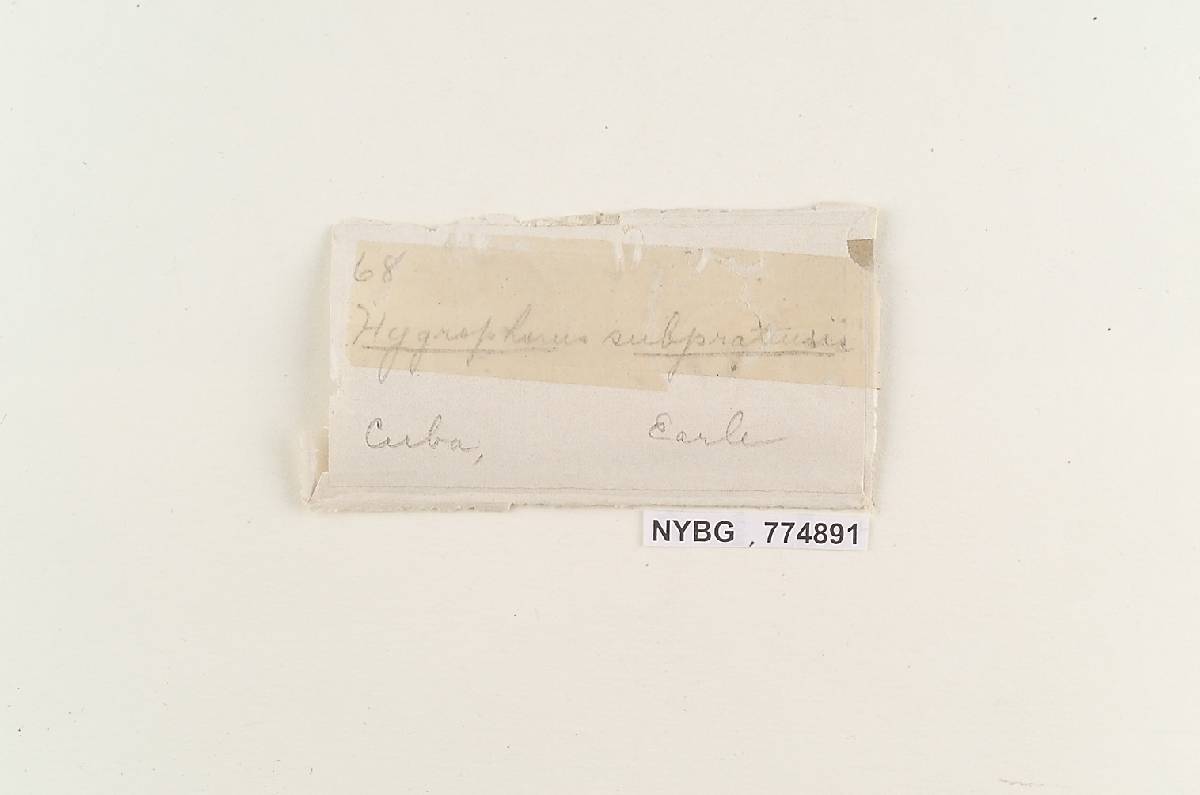 68
Hygrophorus subpratensis
Cuba, Earle
NYBG , 774891